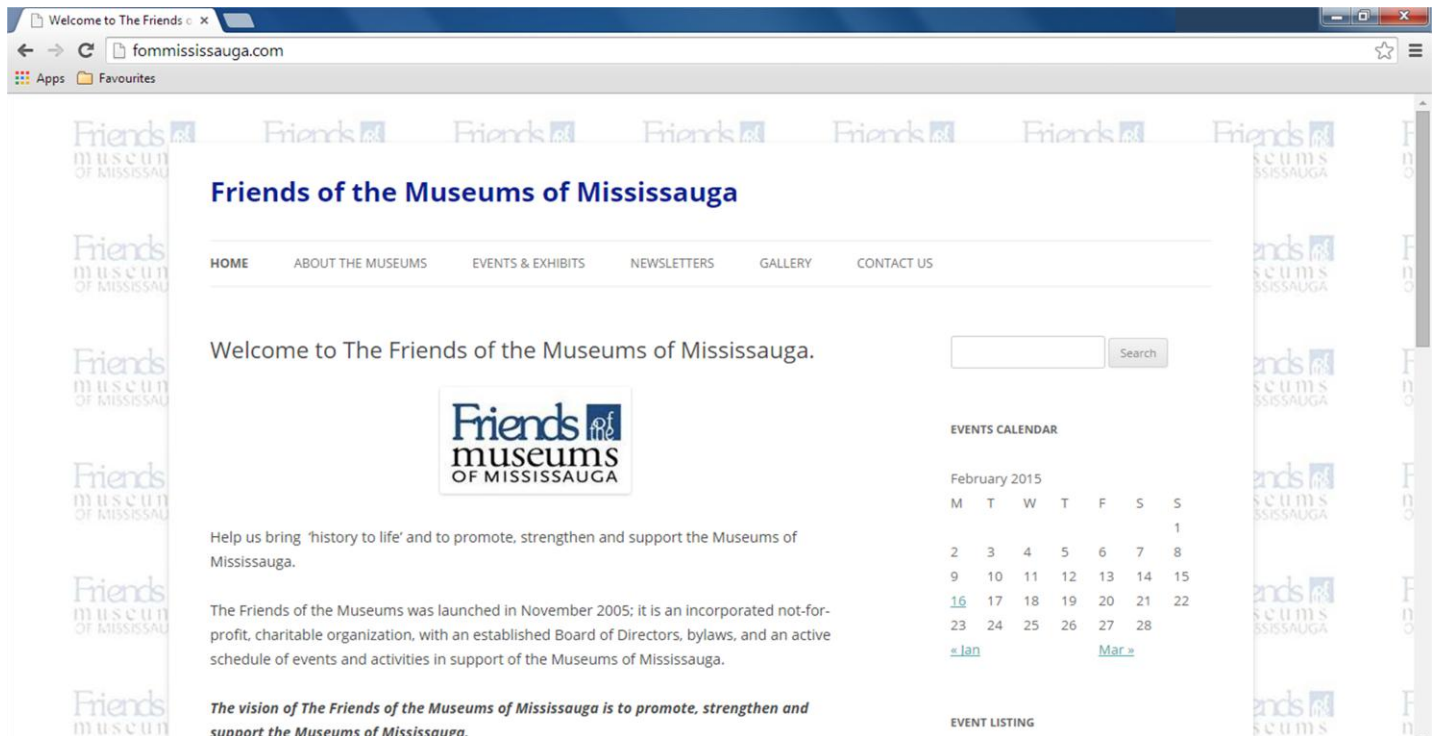 Welcome to The Friends o
fommississauga.com
Apps Favourites
Friends of the Museums of Mississauga
HOME ABOUT THE MUSEUMS EVENTS & EXHIBITS NEWSLETTERS GALLERY CONTACT US
Welcome to The Friends of the Museums of Mississauga.
Friends of the
museums
OF MISSISSAUGA
Help us bring 'history to life' and to promote, strengthen and support the Museums of
Mississauga.
The Friends of the Museums was launched in November 2005; it is an incorporated not-for-
profit, charitable organization, with an established Board of Directors, bylaws, and an active
schedule of events and activities in support of the Museums of Mississauga.
The vision of The Friends of the Museums of Mississauga is to promote, strengthen and
support the Museums of Mississauga.
Search
EVENTS CALENDAR
February 2015
M T W T F S S
1
2 3 4 5 6 7 8
9 10 11 12 13 14 15
16 17 18 19 20 21 22
23 24 25 26 27 28
« Jan Mar »
EVENT LISTING